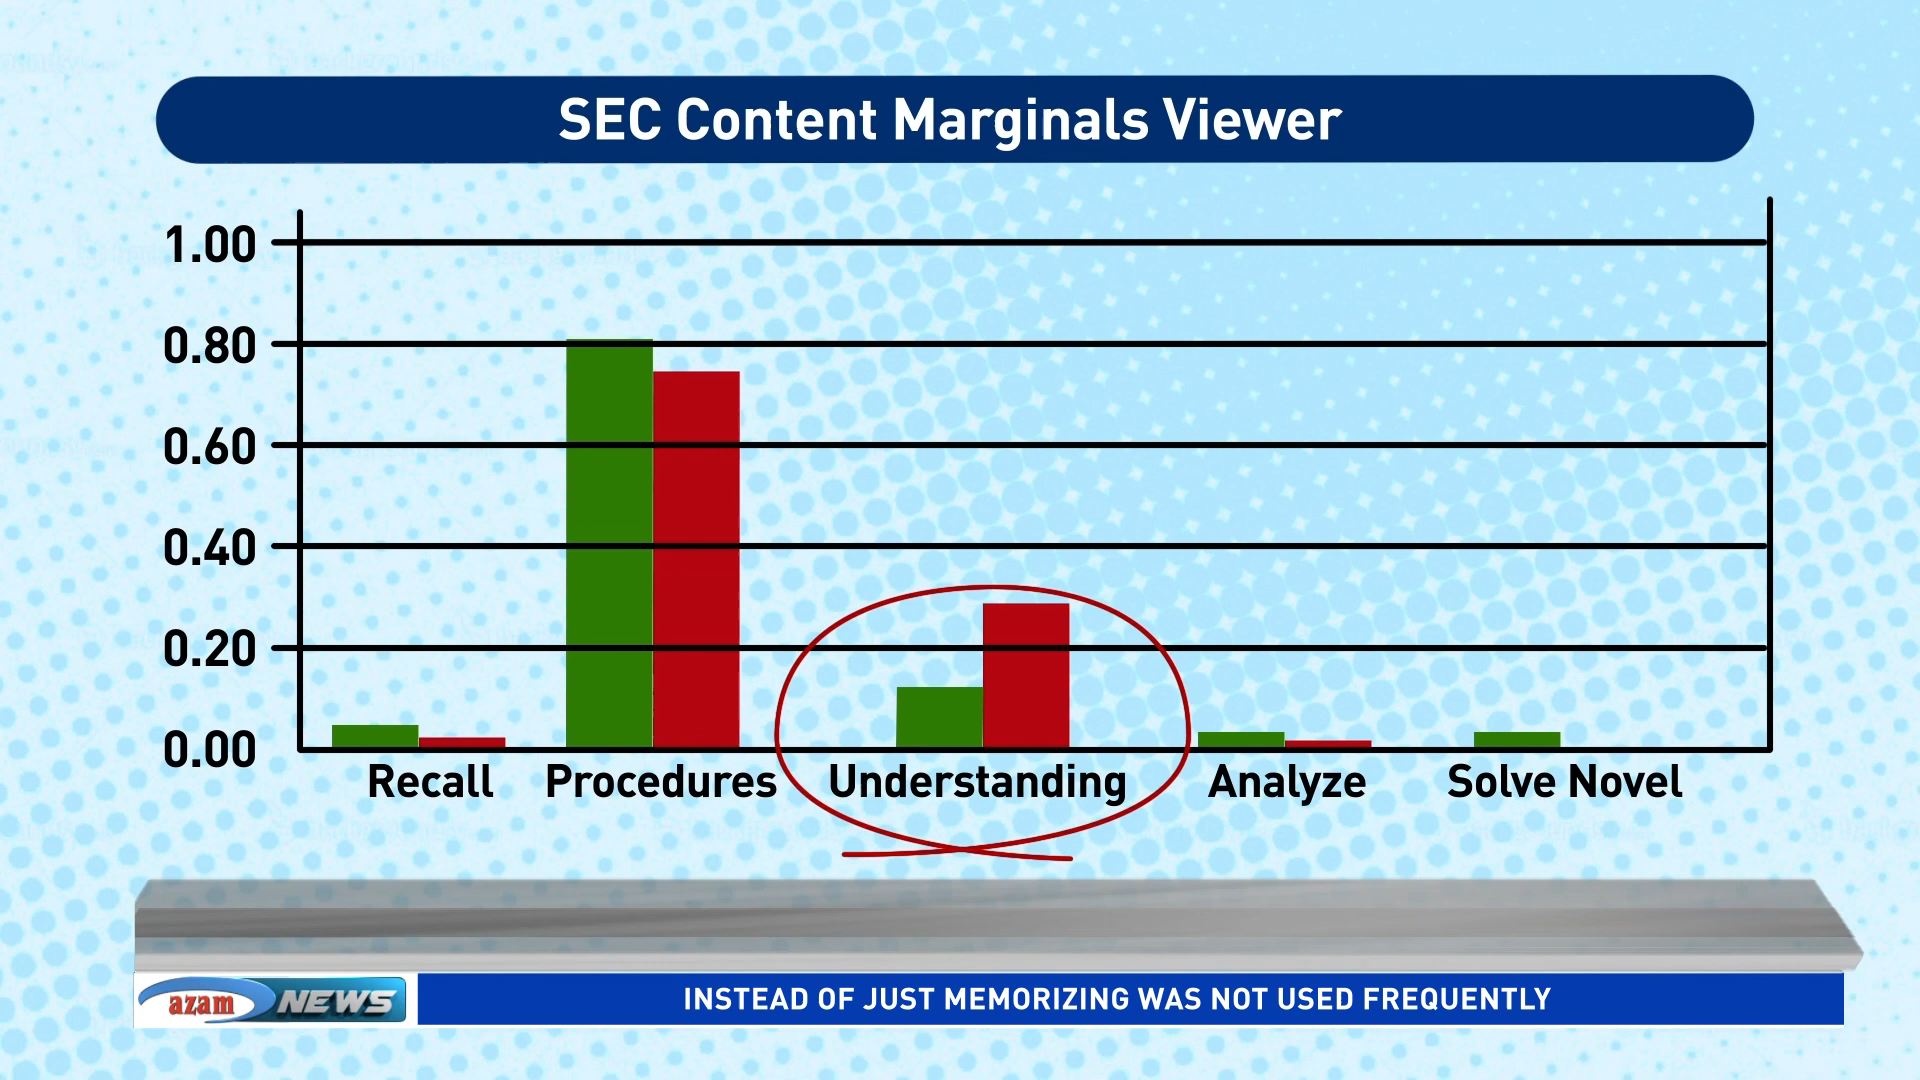 SEC Content Marginals Viewer
1.00
0.80
0.60
0.40
0.20
0.00
Recall Procedures Understanding Analyze Solve Novel
azam NEWS INSTEAD OF JUST MEMORIZING WAS NOT USED FREQUENTLY